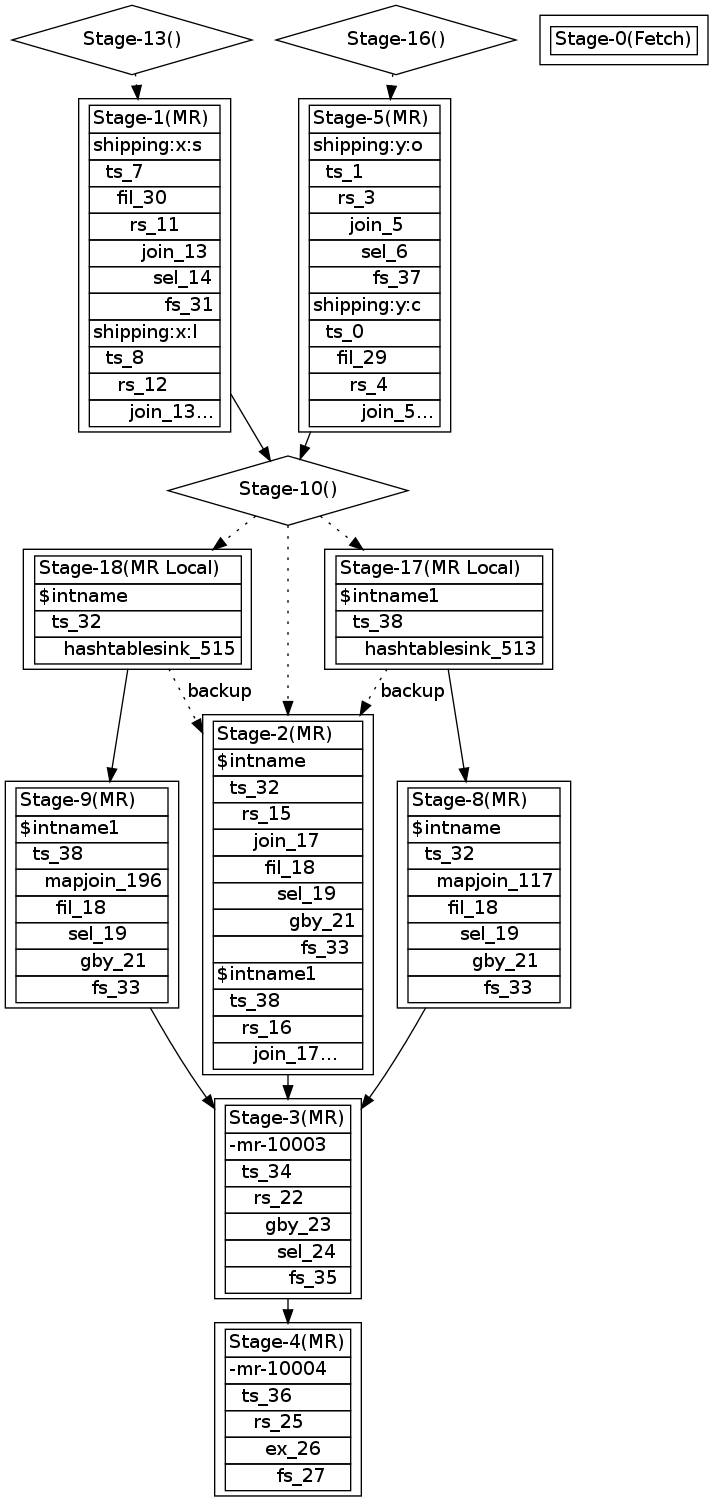 Stage-13()
Stage-16()
Stage-0(Fetch)
Stage-1(MR)
shipping:x:s
ts_7
fil_30
rs_11
join_13
sel_14
fs_31
shipping:x:l
ts_8
rs_12
join_13...
Stage-5(MR)
shipping:y:o
ts_1
rs_3
join_5
sel_6
fs_37
shipping:y:c
ts_0
fil_29
rs_4
join_5...
Stage-10()
Stage-18(MR Local)
$intname
ts_32
hashtablesink_515
Stage-17(MR Local)
$intname1
ts_38
hashtablesink_513
backup
backup
Stage-9(MR)
$intname1
ts_38
mapjoin_196
fil_18
sel_19
gby_21
fs_33
Stage-2(MR)
$intname
ts_32
rs_15
join_17
fil_18
sel_19
gby_21
fs_33
$intname1
ts_38
rs_16
join_17...
Stage-8(MR)
$intname
ts_32
mapjoin_117
fil_18
sel_19
gby_21
fs_33
Stage-3(MR)
-mr-10003
ts_34
rs_22
gby_23
sel_24
fs_35
Stage-4(MR)
-mr-10004
ts_36
rs_25
ex_26
fs_27